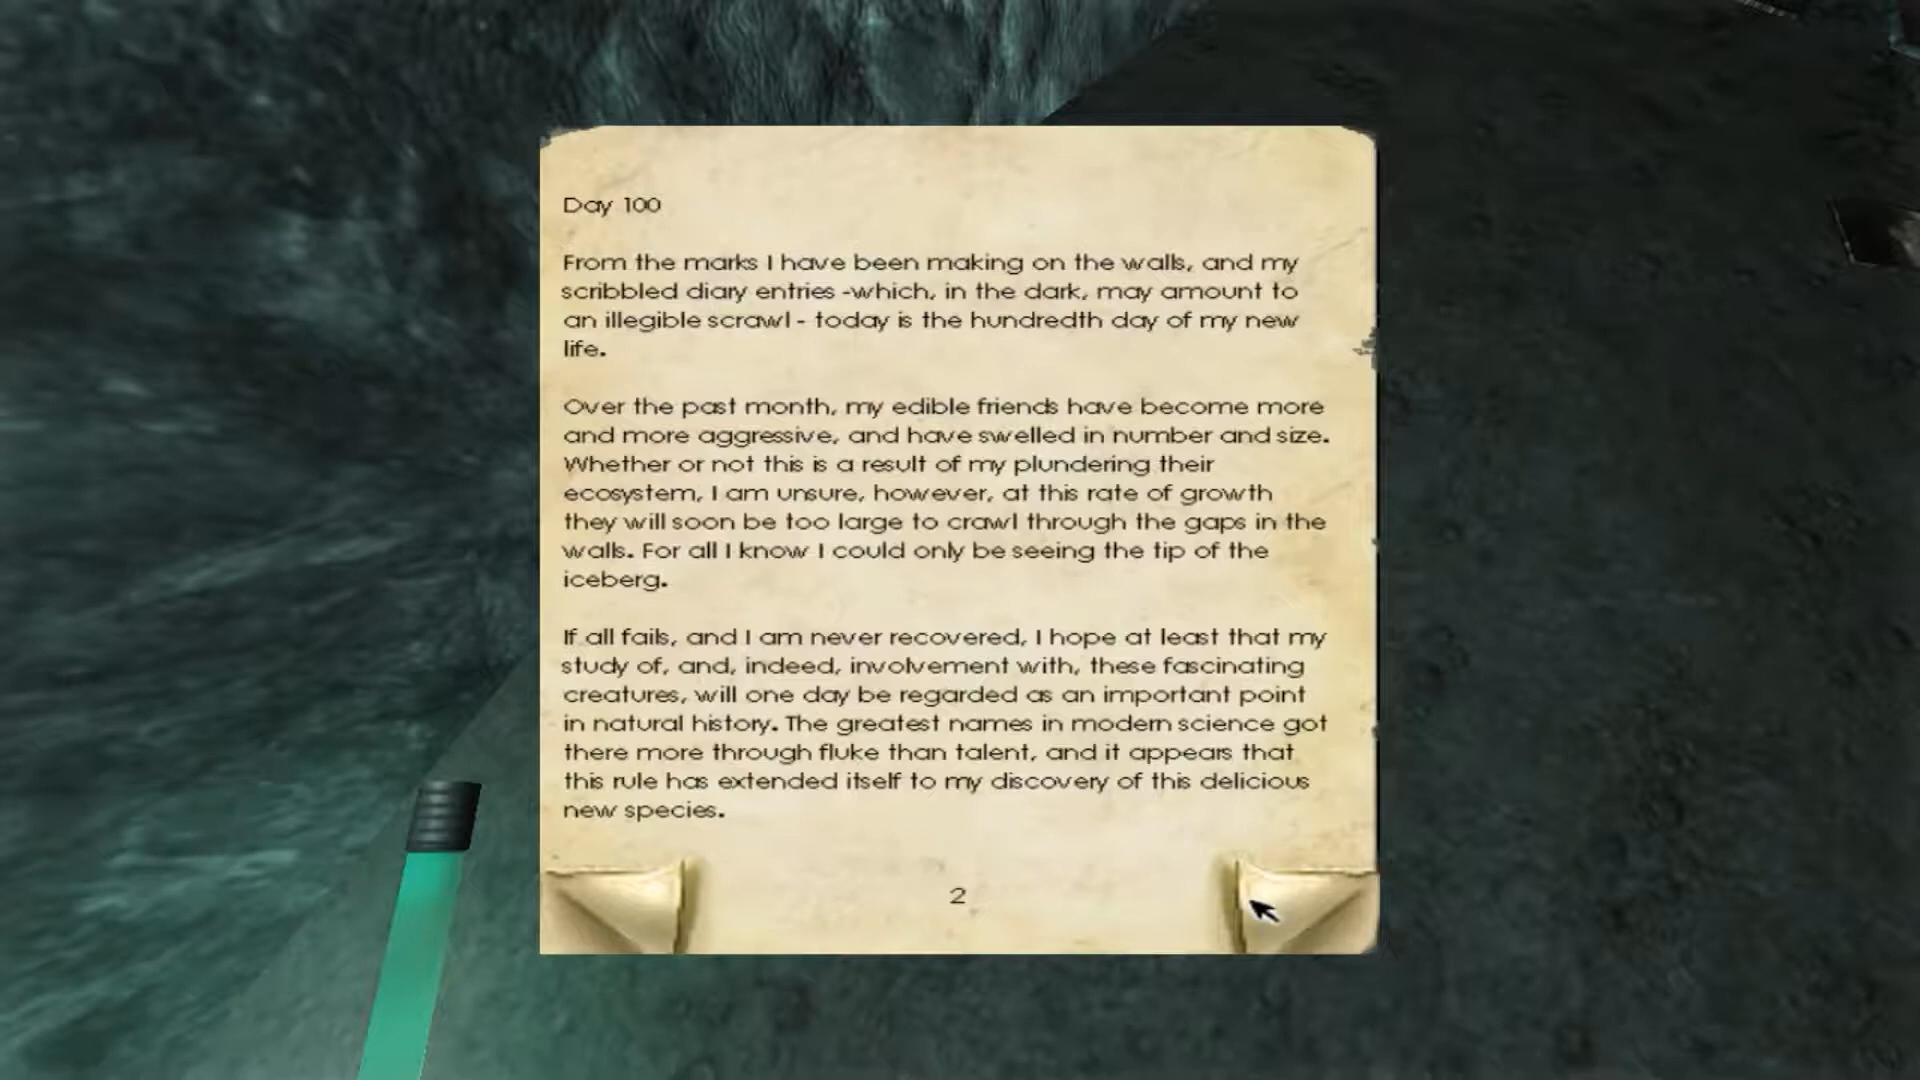 Day 100
From the marks I have been making on the walls, and my
scribbled diary entries -which, in the dark, may amount to
an illegible scrawl - today is the hundredth day of my new
life.
Over the past month, my edible friends have become more
and more aggressive, and have swelled in number and size.
Whether or not this is a result of my plundering their
ecosystem, I am unsure, however, at this rate of growth
they will soon be too large to crawl through the gaps in the
walls. For all I know I could only be seeing the tip of the
iceberg.
If all fails, and I am never recovered, I hope at least that my
study of, and, indeed, involvement with, these fascinating
creatures, will one day be regarded as an important point
in natural history. The greatest names in modern science got
there more through fluke than talent, and it appears that
this rule has extended itself to my discovery of this delicious
new species.
2